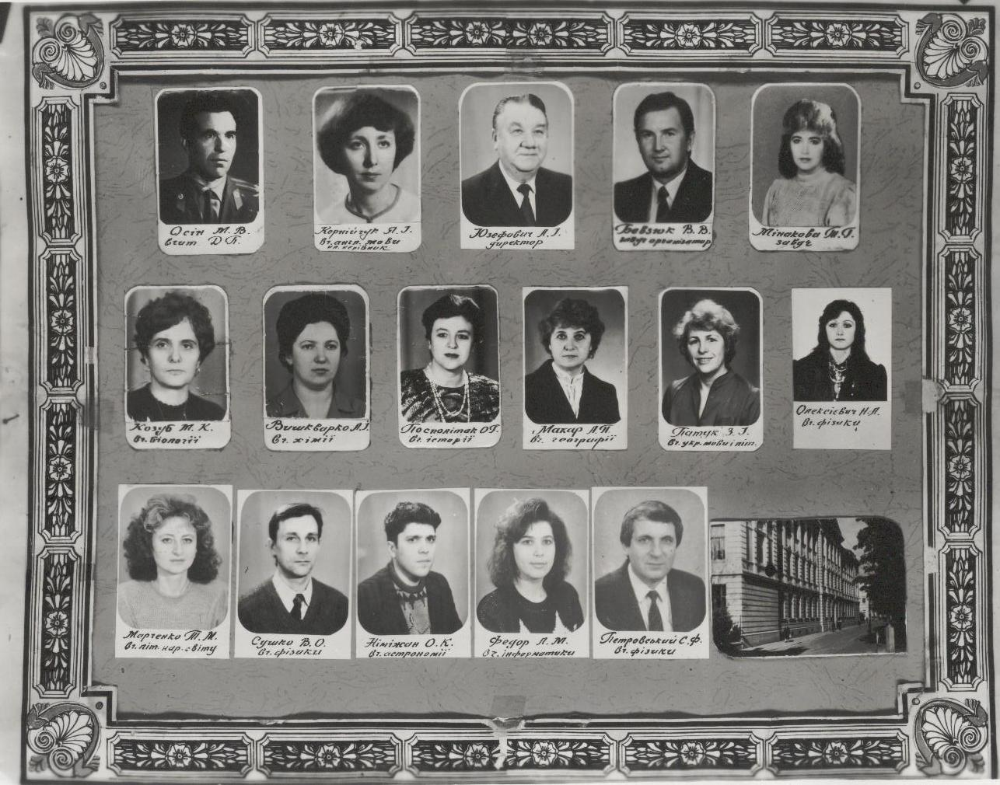 Осін М. В.
вчит. Д П.
Корнійчук Я. І.
Вч. англ. мови
кл. керівник
Юзефович А. І.
директор
Бевзюк В. В.
завуч організатор
Мінакова М. Г.
завуч
Козуб М. К.
Вч. біології
Вишкварко Л. І.
Вч. хімії
Посполітак О. Г.
Вч. історії
Макар Л. И.
вч. географії
Патук З. І.
Вч. укр. мови і літ.
Олексієвич Н. Л.
Вч. фізики
Марченко Т. М.
Вч. літ. нар. світу
Сушко В. О.
Вч. фізики
Німіжан О. К.
вч. астрономії
Федор Л. М.
Вч. інформатики
Петровський С. Ф.
Вч. фізики